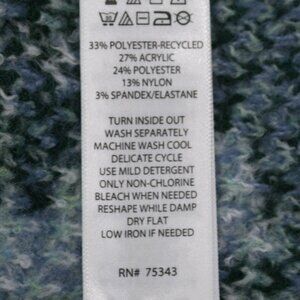 33% POLYESTER-RECYCLED
27% ACRYLIC
24% POLYESTER
13% NYLON
3% SPANDEX/ELASTANE
TURN INSIDE OUT
WASH SEPARATELY
MACHINE WASH COOL
DELICATE CYCLE
USE MILD DETERGENT
ONLY NON-CHLORINE
BLEACH WHEN NEEDED
RESHAPE WHILE DAMP
DRY FLAT
LOW IRON IF NEEDED
RN# 75343